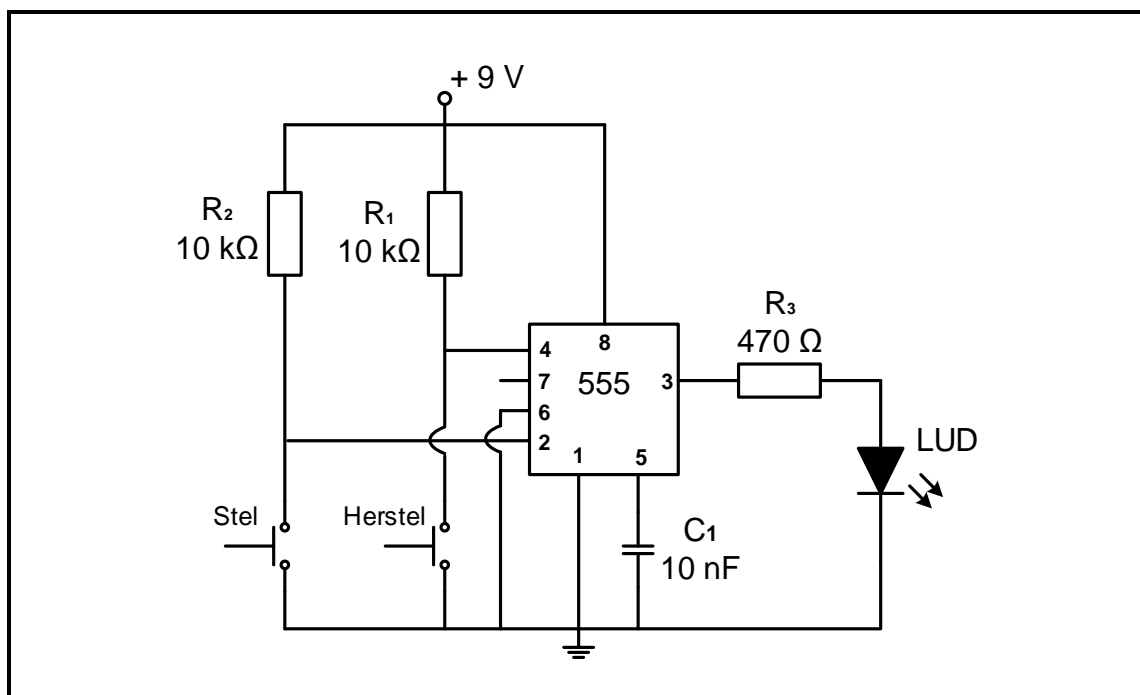 + 9 V
R₂
10 kΩ
R₁
10 kΩ
R₃
470 Ω
4
8
7
555
3
6
2
1
5
LUD
Stel
Herstel
C₁
10 nF